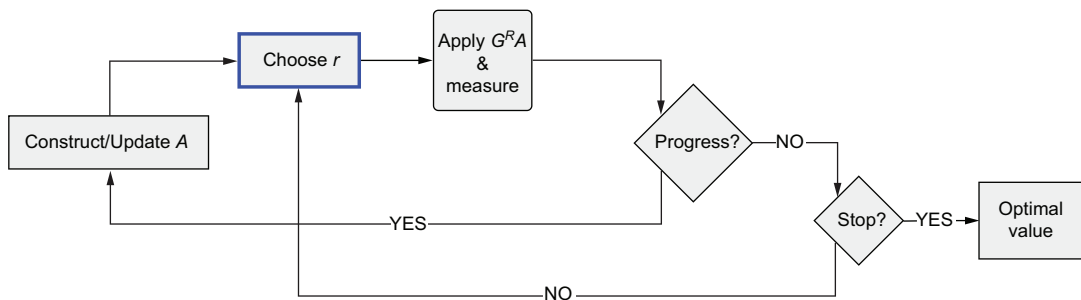 Choose r
Apply G^R A
&
measure
Construct/Update A
Progress?
NO
YES
Stop?
YES
Optimal
value
NO